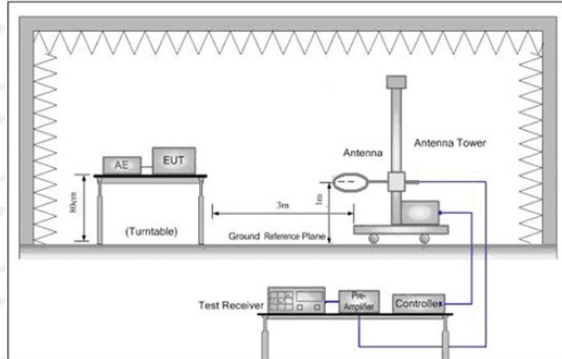 Antenna
Antenna Tower
AE
EUT
80cm
3m
1m
(Turntable)
Ground Reference Plane
Test Receiver
Pre-
Amplifier
Controller